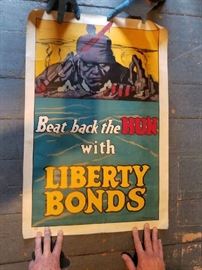 Beat back the HUN
with
LIBERTY
BONDS